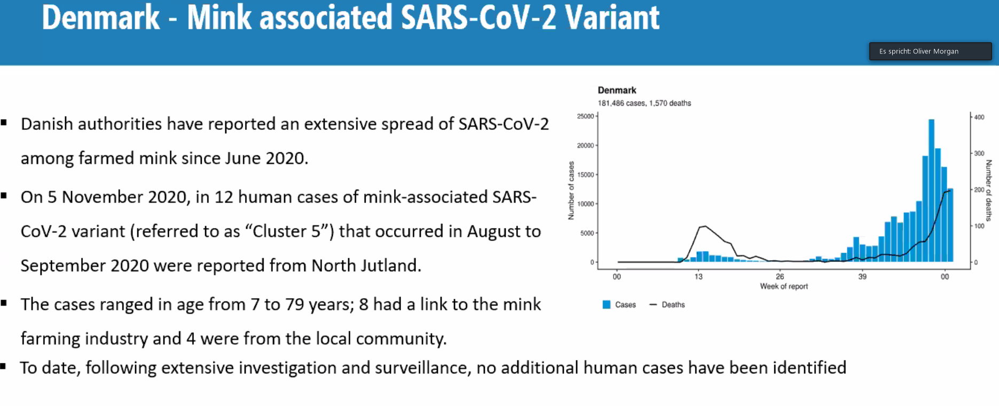 Denmark - Mink associated SARS-CoV-2 Variant
Es spricht: Oliver Morgan
▪ Danish authorities have reported an extensive spread of SARS-CoV-2
among farmed mink since June 2020.
▪ On 5 November 2020, in 12 human cases of mink-associated SARS-
CoV-2 variant (referred to as “Cluster 5”) that occurred in August to
September 2020 were reported from North Jutland.
▪ The cases ranged in age from 7 to 79 years; 8 had a link to the mink
farming industry and 4 were from the local community.
▪ To date, following extensive investigation and surveillance, no additional human cases have been identified
Denmark
181,486 cases, 1,570 deaths
Number of cases
25000
20000
15000
10000
5000
0
400
300
200
100
0
Number of deaths
00 13 26 39 00
Week of report
Cases Deaths